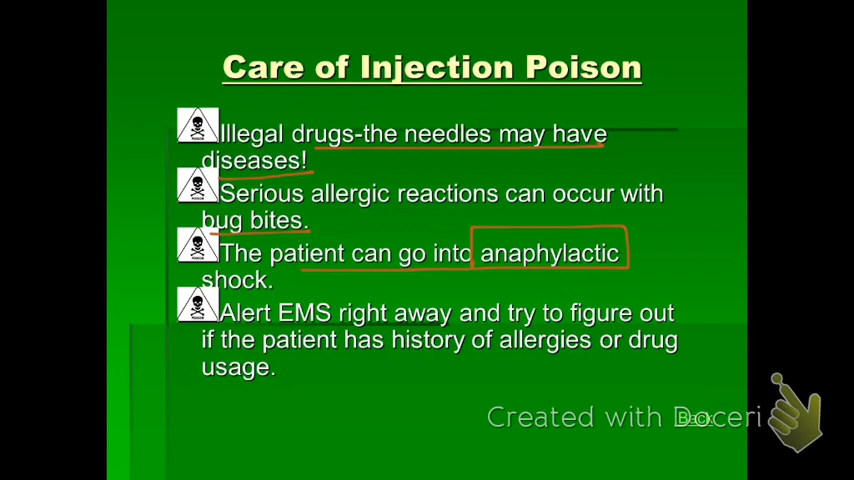 Care of Injection Poison
Illegal drugs-the needles may have
diseases!
Serious allergic reactions can occur with
bug bites.
The patient can go into anaphylactic
shock.
Alert EMS right away and try to figure out
if the patient has history of allergies or drug
usage.
Back
Created with Doceri